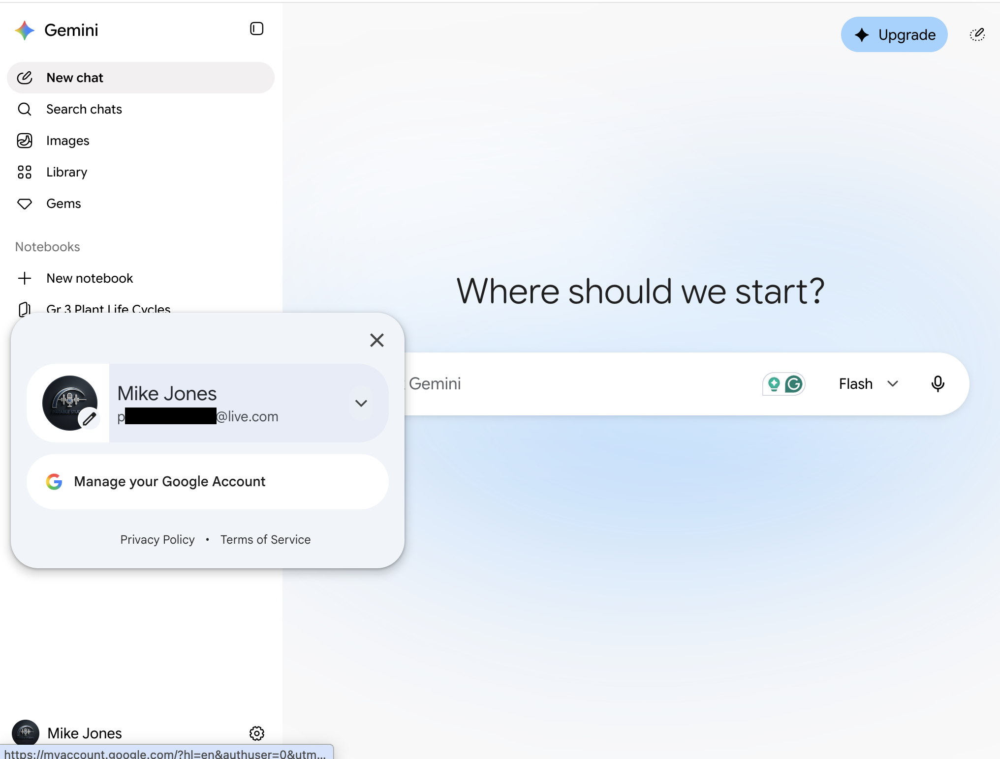 Gemini
Upgrade
New chat
Search chats
Images
Library
Gems
Notebooks
New notebook
Gr 3 Plant Life Cycles
Where should we start?
Gemini
Flash
Mike Jones
p @live.com
Manage your Google Account
Privacy Policy • Terms of Service
Mike Jones
https://myaccount.google.com/?hl=en&authuser=0&utm...